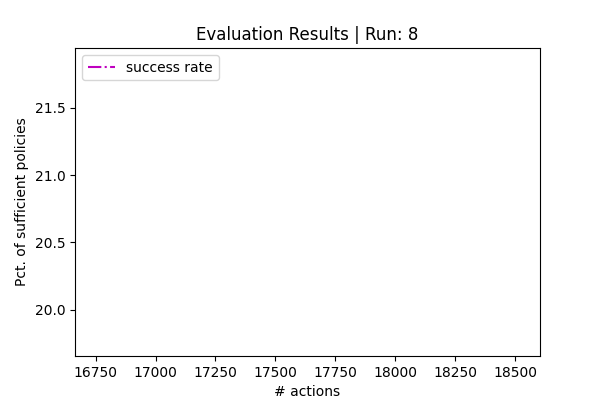 Evaluation Results | Run: 8
success rate
Pct. of sufficient policies
21.5
21.0
20.5
20.0
16750 17000 17250 17500 17750 18000 18250 18500
# actions